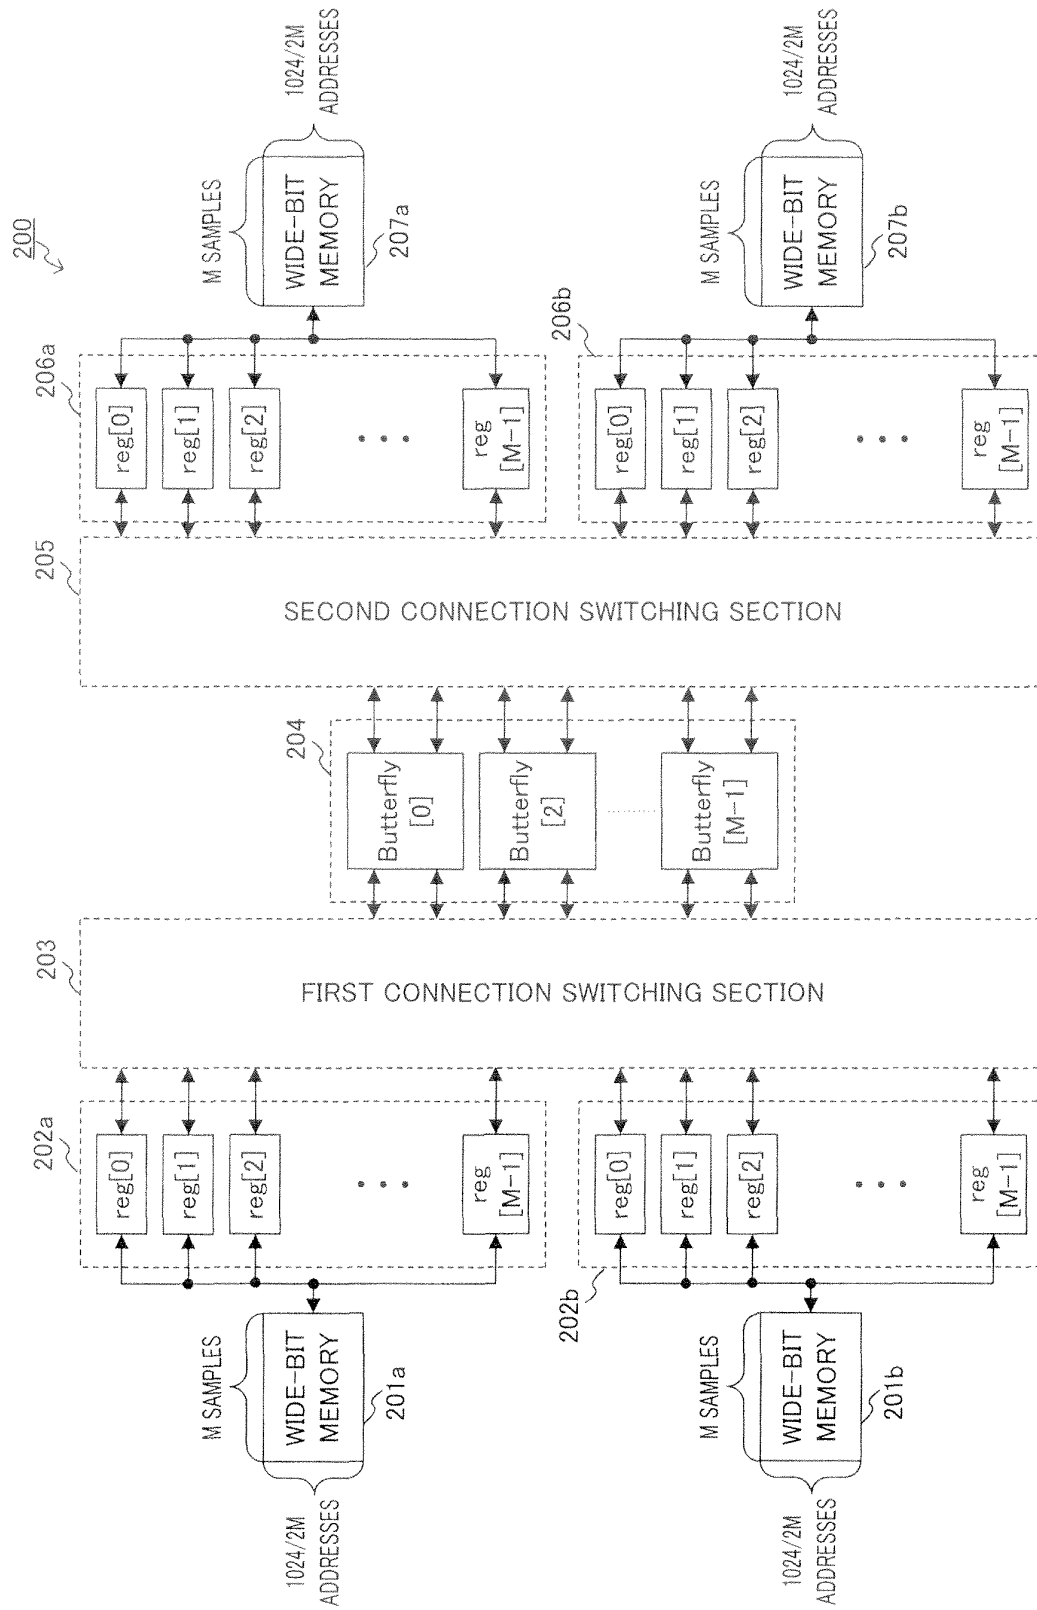 200
1024/2M
ADDRESSES
M SAMPLES
WIDE-BIT
MEMORY
201a
202a
reg[0]
reg[1]
reg[2]
reg
[M-1]
203
FIRST CONNECTION SWITCHING SECTION
204
Butterfly
[0]
Butterfly
[2]
Butterfly
[M-1]
205
SECOND CONNECTION SWITCHING SECTION
206a
reg[0]
reg[1]
reg[2]
reg
[M-1]
M SAMPLES
WIDE-BIT
MEMORY
207a
1024/2M
ADDRESSES
1024/2M
ADDRESSES
M SAMPLES
WIDE-BIT
MEMORY
201b
202b
reg[0]
reg[1]
reg[2]
reg
[M-1]
206b
reg[0]
reg[1]
reg[2]
reg
[M-1]
M SAMPLES
WIDE-BIT
MEMORY
207b
1024/2M
ADDRESSES